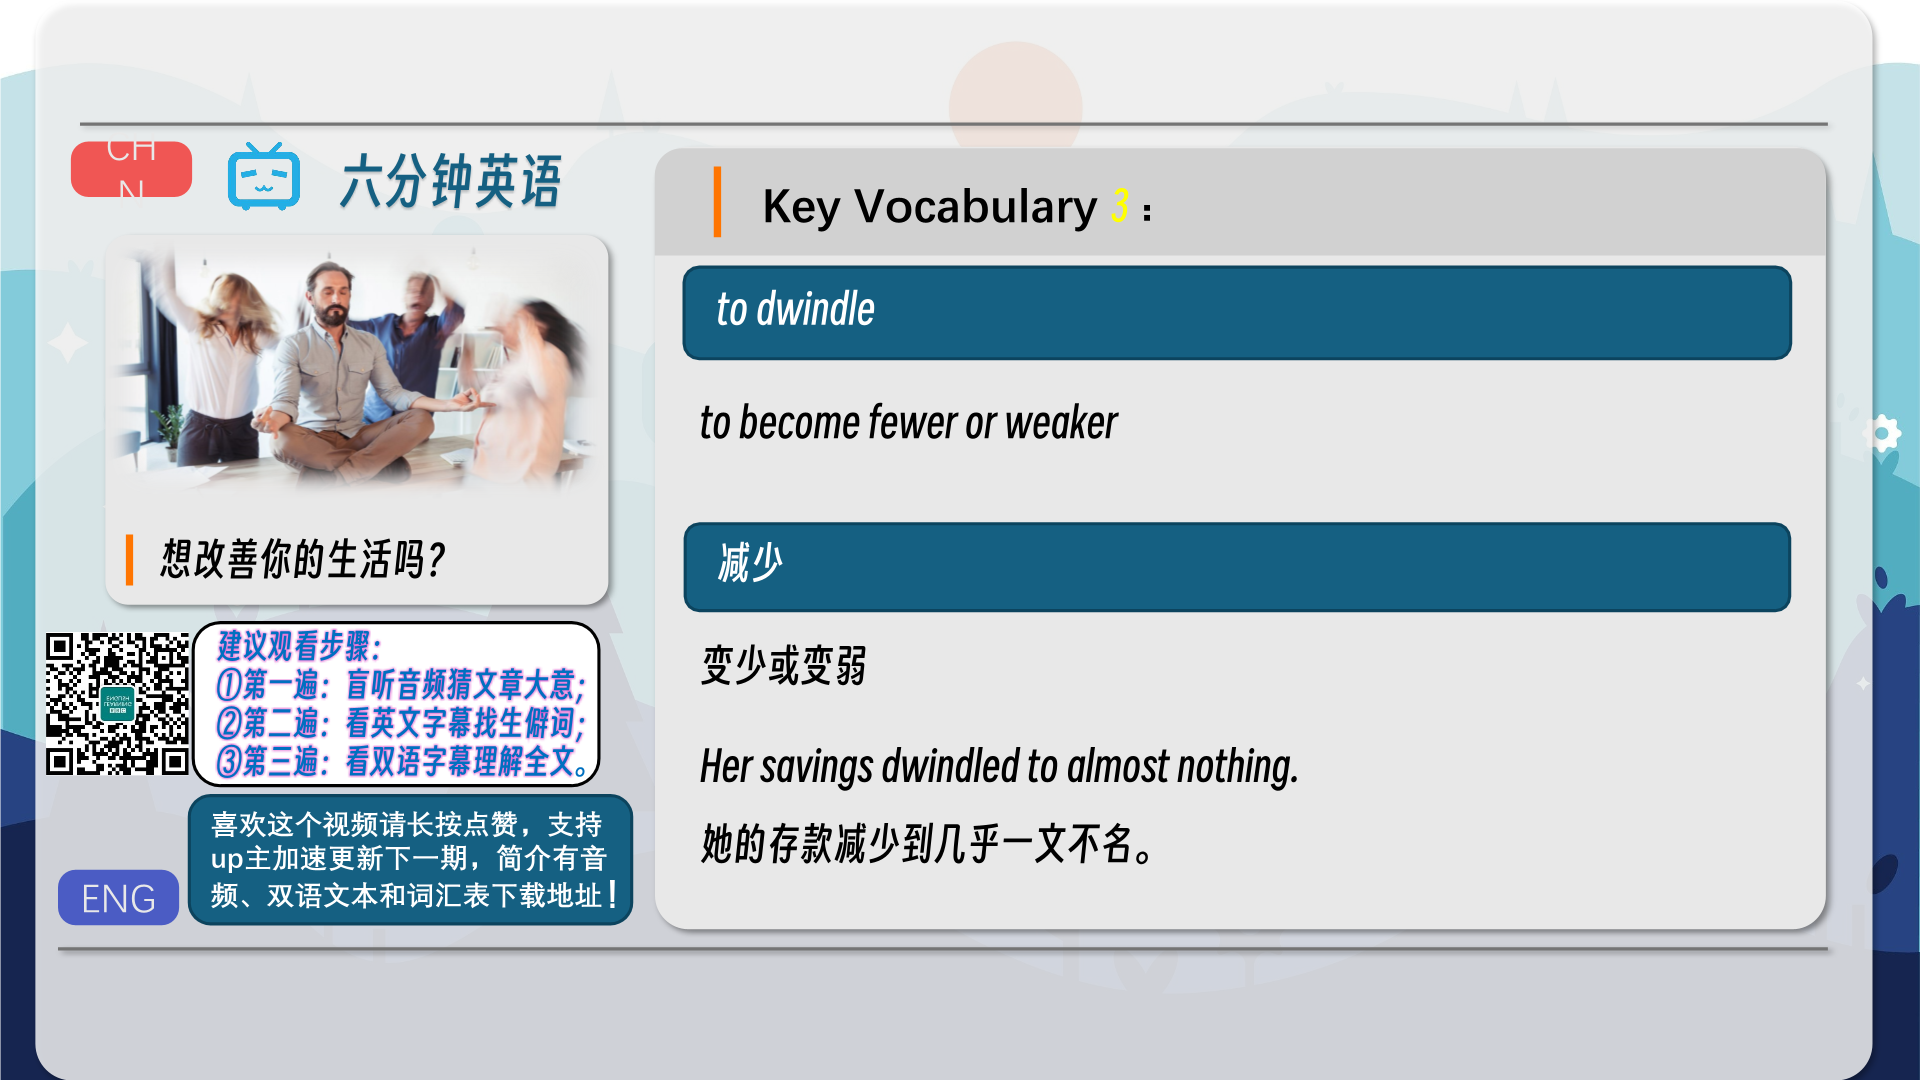 CH
N
六分钟英语
想改善你的生活吗？
建议观看步骤：
①第一遍：盲听音频猜文章大意；
②第二遍：看英文字幕找生僻词；
③第三遍：看双语字幕理解全文。
喜欢这个视频请长按点赞，支持
up主加速更新下一期，简介有音
频、双语文本和词汇表下载地址！
ENG
Key Vocabulary 3：
to dwindle
to become fewer or weaker
减少
变少或变弱
Her savings dwindled to almost nothing.
她的存款减少到几乎一文不名。